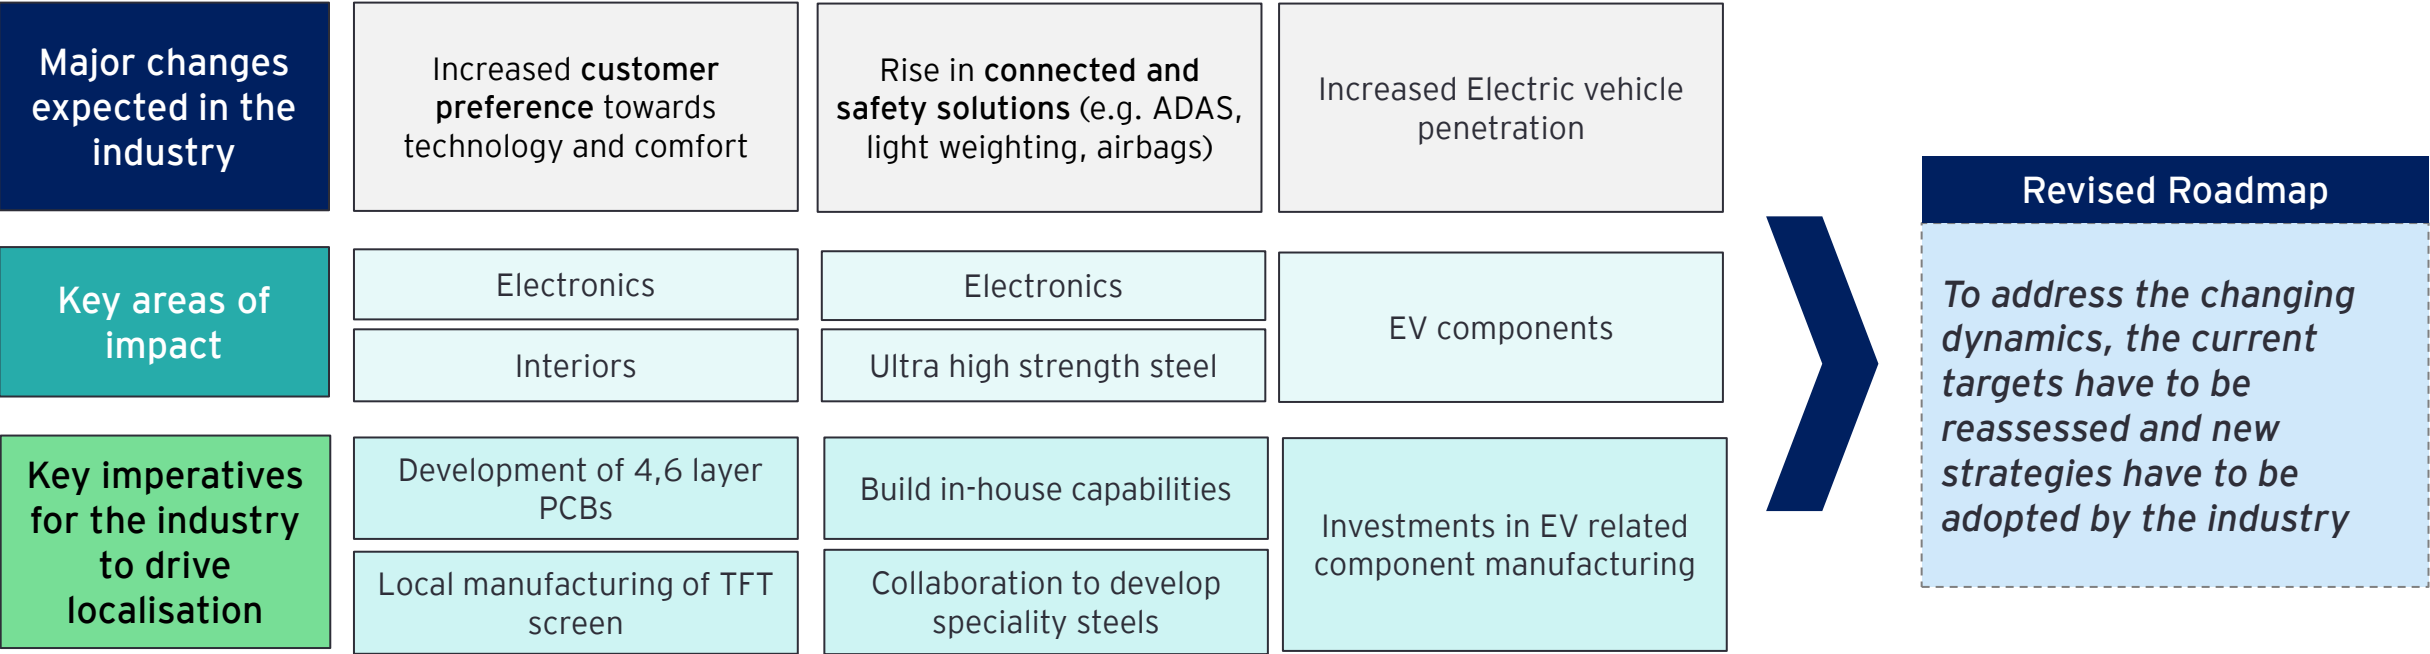 Major changes
expected in the
industry
Increased customer
preference towards
technology and comfort
Rise in connected and
safety solutions (e.g. ADAS,
light weighting, airbags)
Increased Electric vehicle
penetration
Key areas of
impact
Electronics
Interiors
Electronics
Ultra high strength steel
EV components
Key imperatives
for the industry
to drive
localisation
Development of 4,6 layer
PCBs
Local manufacturing of TFT
screen
Build in-house capabilities
Collaboration to develop
speciality steels
Investments in EV related
component manufacturing
Revised Roadmap
To address the changing
dynamics, the current
targets have to be
reassessed and new
strategies have to be
adopted by the industry